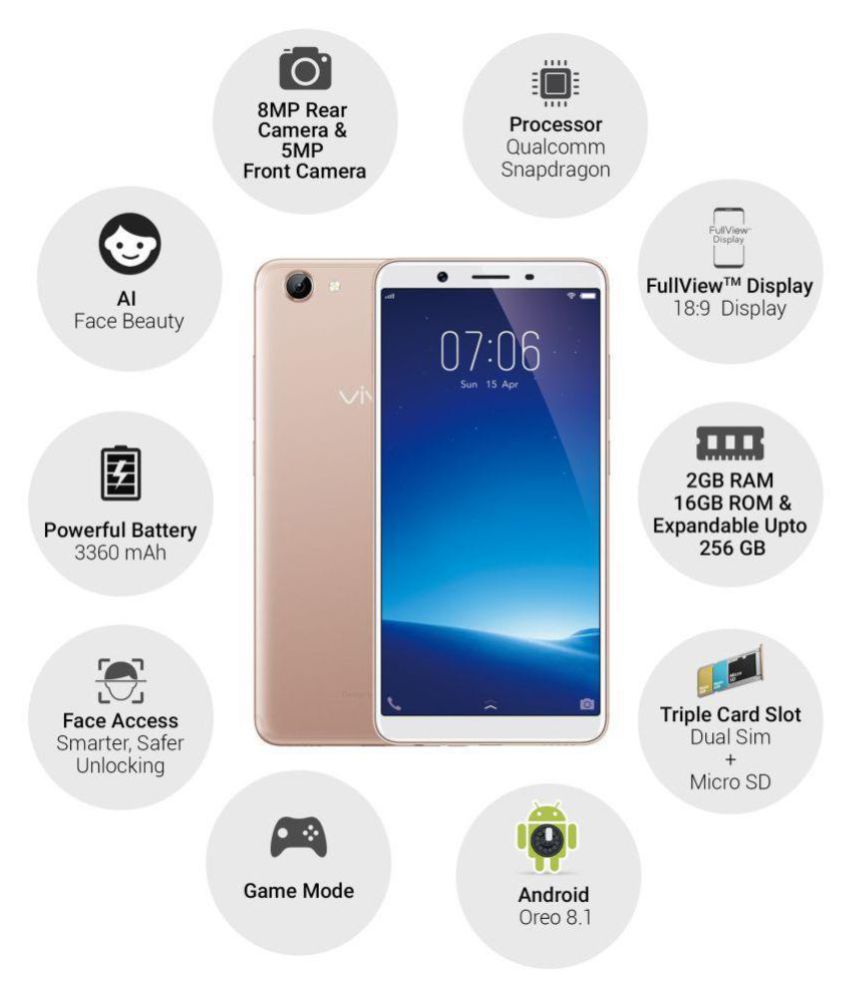 8MP Rear
Camera &
5MP
Front Camera
Processor
Qualcomm
Snapdragon
AI
Face Beauty
FullView™
Display
FullView™ Display
18:9 Display
07:06
Sun 15 Apr
Powerful Battery
3360 mAh
2GB RAM
16GB ROM &
Expandable Upto
256 GB
Face Access
Smarter, Safer
Unlocking
Triple Card Slot
Dual Sim
+
Micro SD
Game Mode
Android
Oreo 8.1